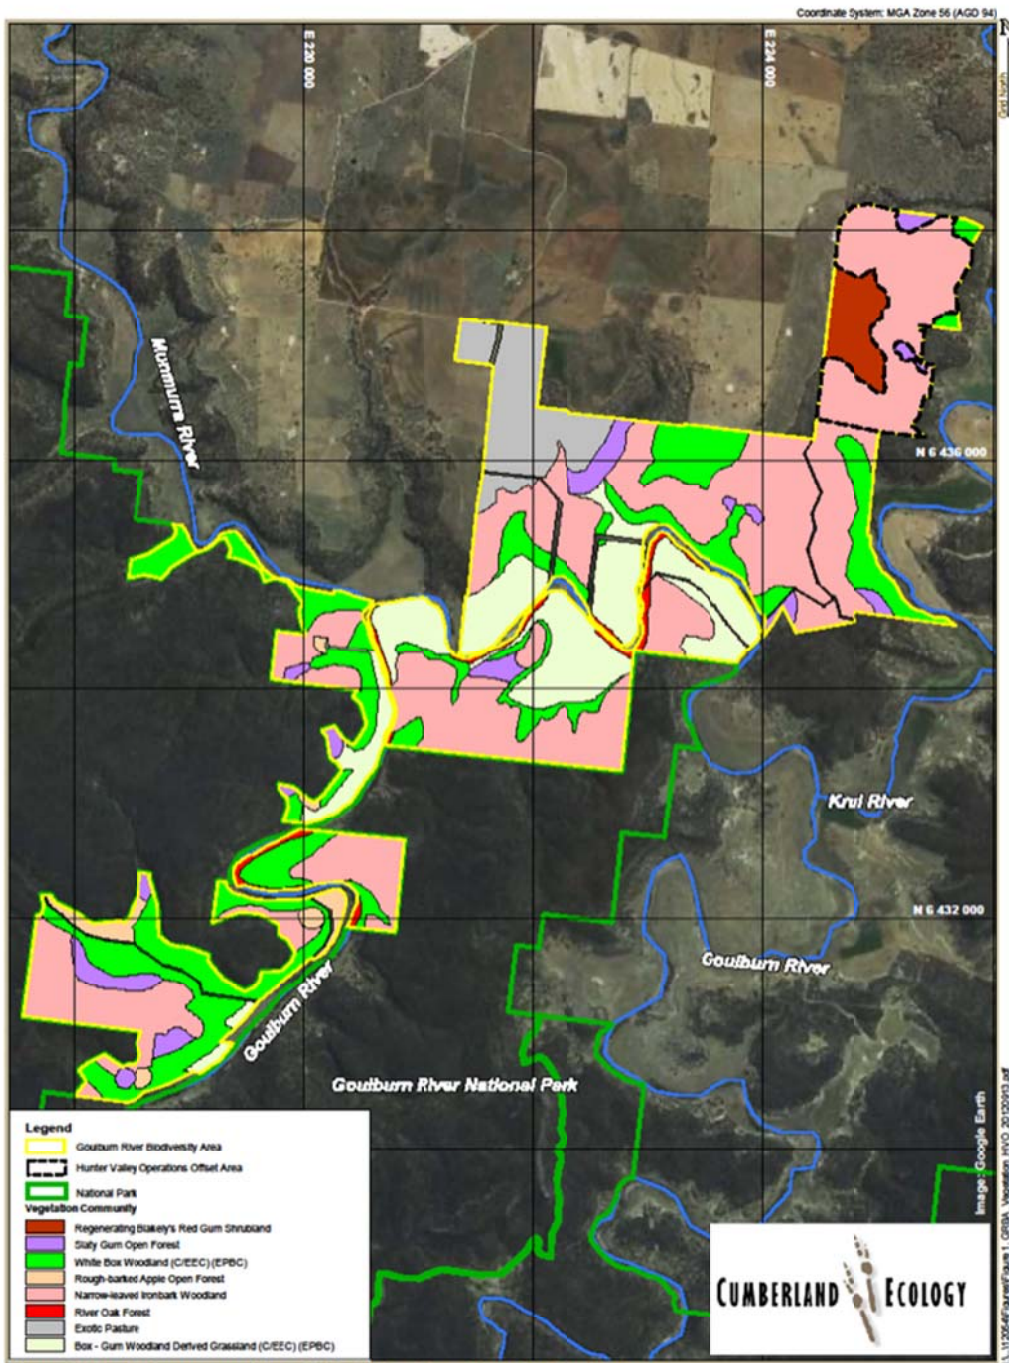 Coordinate System: MGA Zone 56 (AGD 94)
Grid North
E 220 000
E 224 000
Munmurra River
N 6 436 000
Krui River
N 6 432 000
Goulburn River
Goulburn River
Goulburn River National Park
Image: Google Earth
Legend
Goulburn River Biodiversity Area
Hunter Valley Operations Offset Area
National Park
Vegetation Community
Regenerating Blakely's Red Gum Shrubland
Slaty Gum Open Forest
White Box Woodland (C/EEC) (EPBC)
Rough-barked Apple Open Forest
Narrow-leaved Ironbark Woodland
River Oak Forest
Exotic Pasture
Box - Gum Woodland Derived Grassland (C/EEC) (EPBC)
CUMBERLAND ECOLOGY